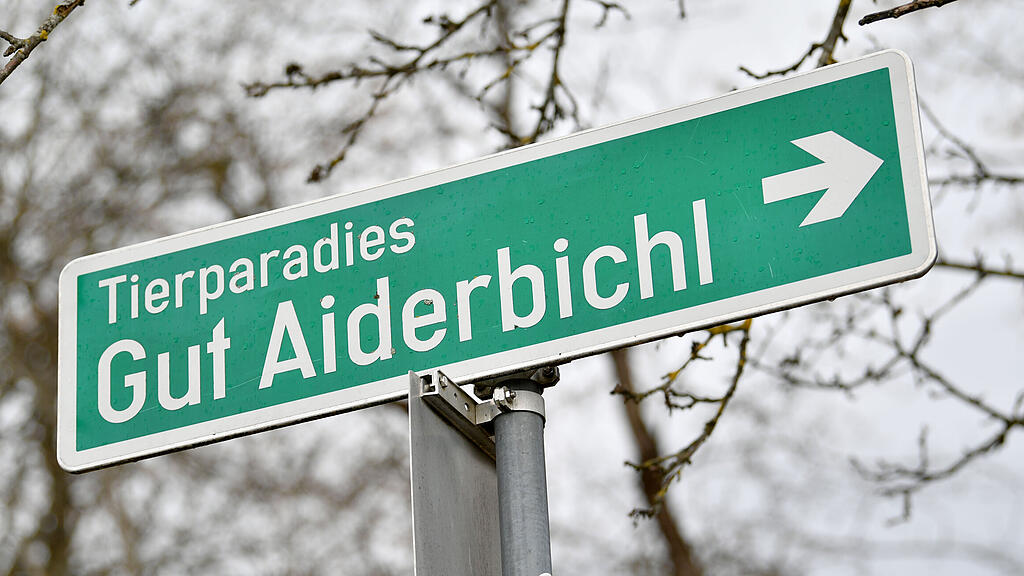 Tierparadies
Gut Aiderbichl